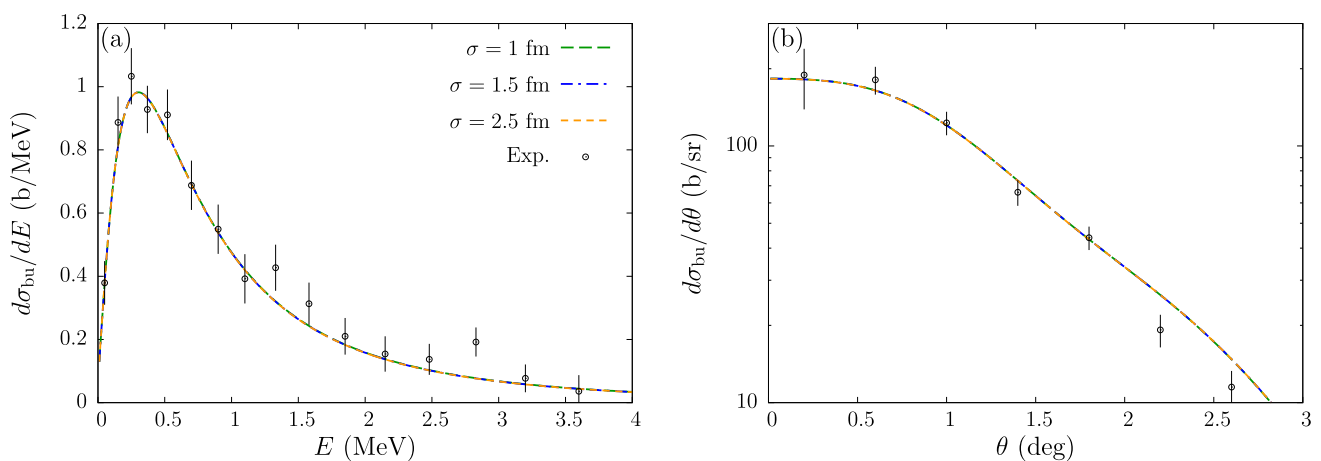 (a)
σ = 1 fm
σ = 1.5 fm
σ = 2.5 fm
Exp.
1.2
1
0.8
0.6
0.4
0.2
0
dσbu/dE (b/MeV)
0 0.5 1 1.5 2 2.5 3 3.5 4
E (MeV)
(b)
100
10
dσbu/dθ (b/sr)
0 0.5 1 1.5 2 2.5 3
θ (deg)